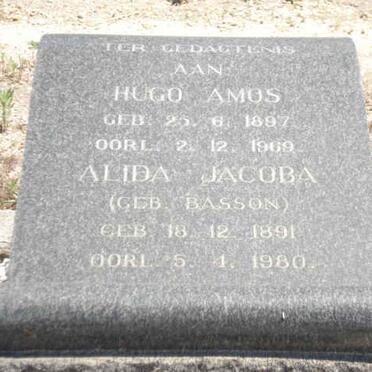 TER GEDAGTENIS
AAN
HUGO AMOS
GEB. 25. 6. 1897
OORL. 2. 12. 1969
ALIDA JACOBA
(GEB. BASSON)
GEB 18. 12. 1891
OORL 5. 4. 1980.